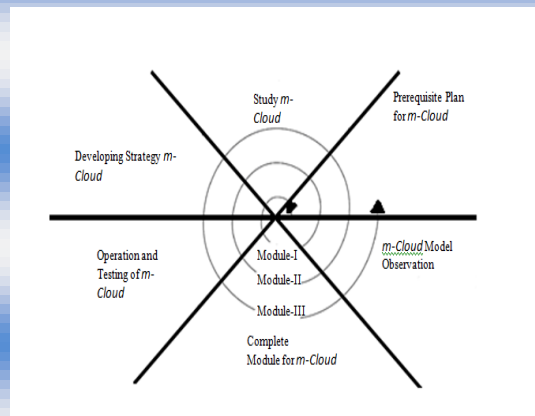 Study m-
Cloud
Prerequisite Plan
for m-Cloud
Developing Strategy m-
Cloud
Operation and
Testing of m-
Cloud
Module-I
Module-II
Module-III
m-Cloud Model
Observation
Complete
Module for m-Cloud